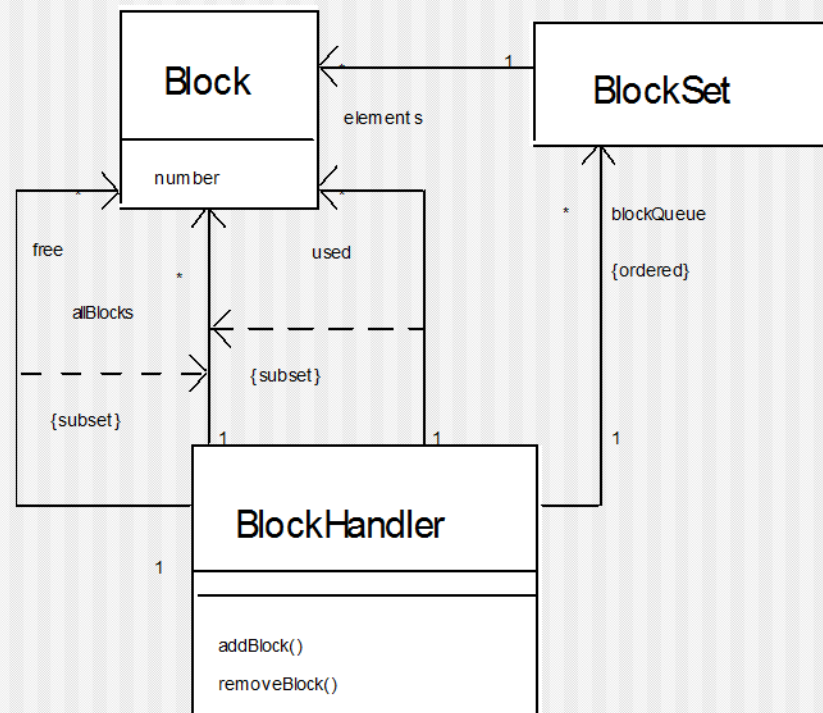 Block
number
1
*
elements
BlockSet
*
free
*
allBlocks
*
used
*
blockQueue
{ordered}
{subset}
{subset}
1
1
1
1
BlockHandler
addBlock()
removeBlock()